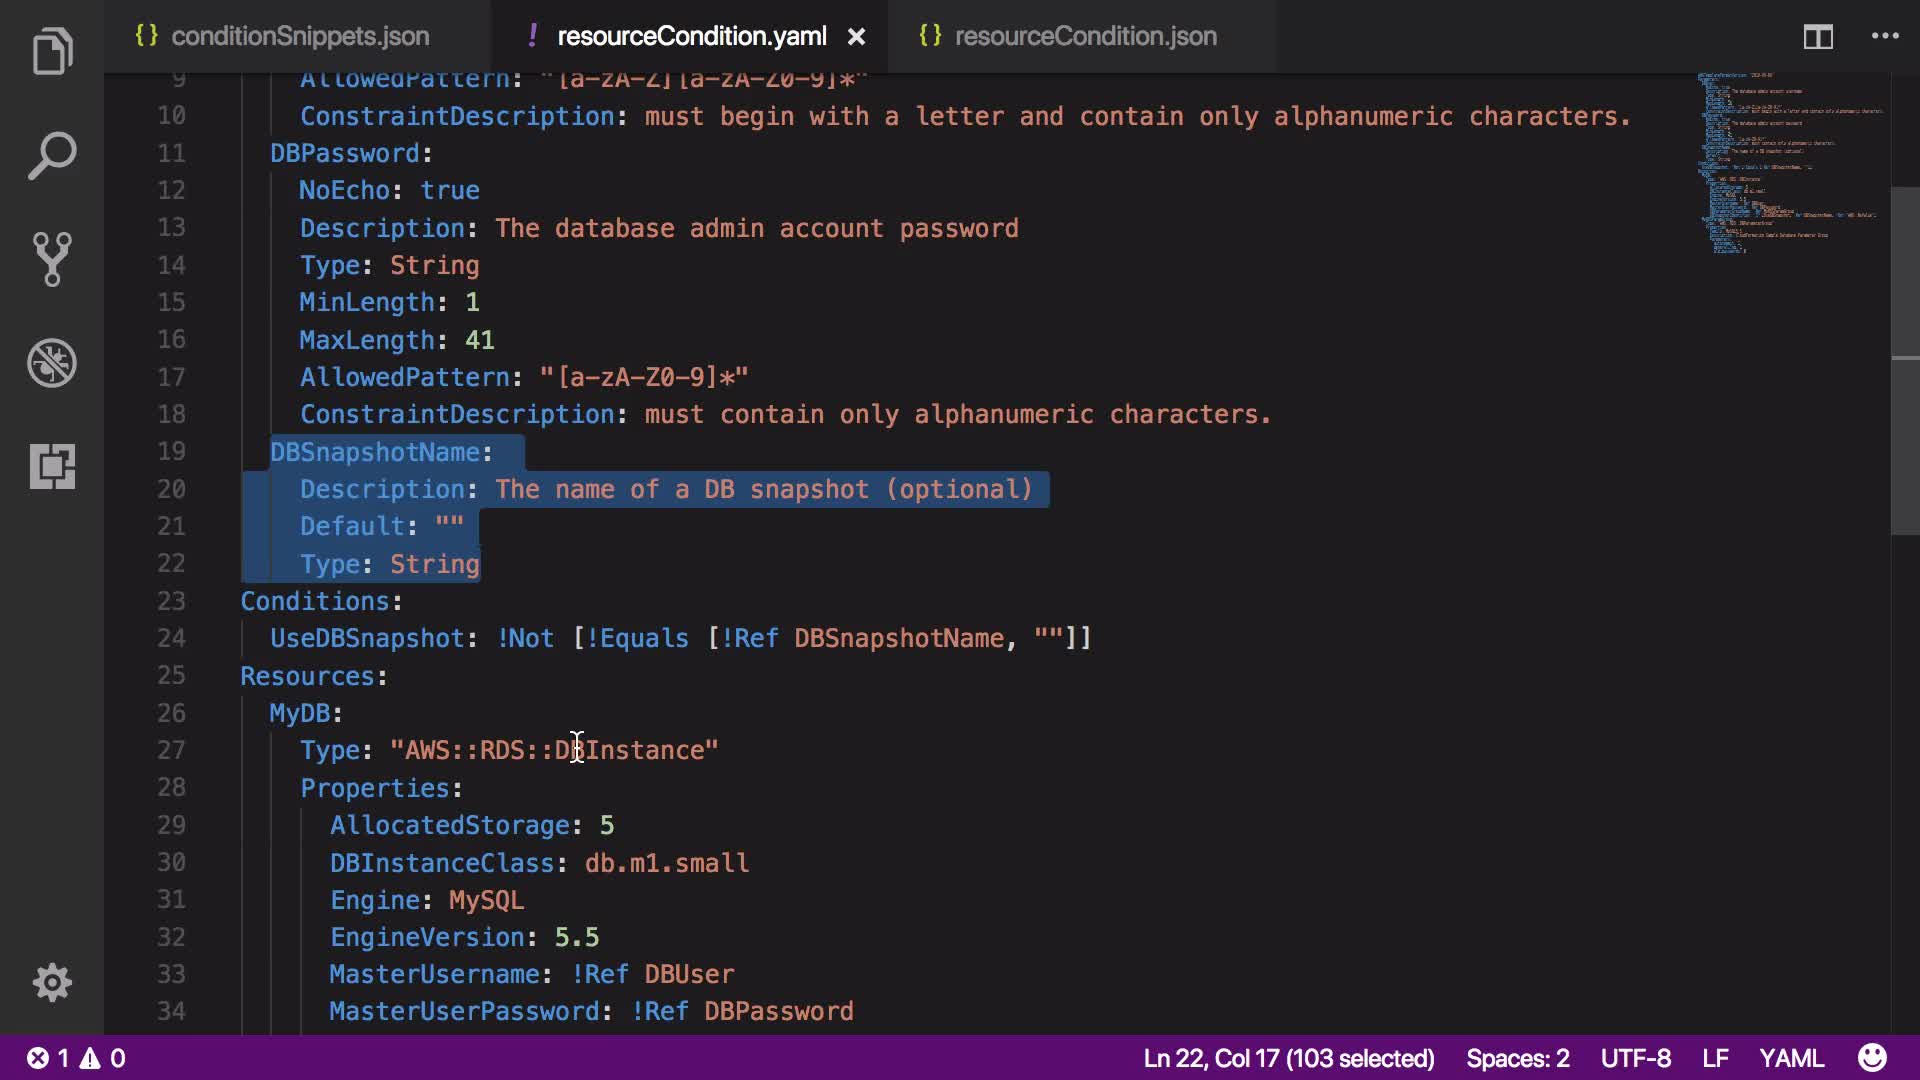 conditionSnippets.json
resourceCondition.yaml
resourceCondition.json
9 AllowedPattern: "[a-zA-Z][a-zA-Z0-9]*"
10 ConstraintDescription: must begin with a letter and contain only alphanumeric characters.
11 DBPassword:
12 NoEcho: true
13 Description: The database admin account password
14 Type: String
15 MinLength: 1
16 MaxLength: 41
17 AllowedPattern: "[a-zA-Z0-9]*"
18 ConstraintDescription: must contain only alphanumeric characters.
19 DBSnapshotName:
20 Description: The name of a DB snapshot (optional)
21 Default: ""
22 Type: String
23 Conditions:
24 UseDBSnapshot: !Not [!Equals [!Ref DBSnapshotName, ""]]
25 Resources:
26 MyDB:
27 Type: "AWS::RDS::DBInstance"
28 Properties:
29 AllocatedStorage: 5
30 DBInstanceClass: db.m1.small
31 Engine: MySQL
32 EngineVersion: 5.5
33 MasterUsername: !Ref DBUser
34 MasterUserPassword: !Ref DBPassword
1 0 Ln 22, Col 17 (103 selected) Spaces: 2 UTF-8 LF YAML